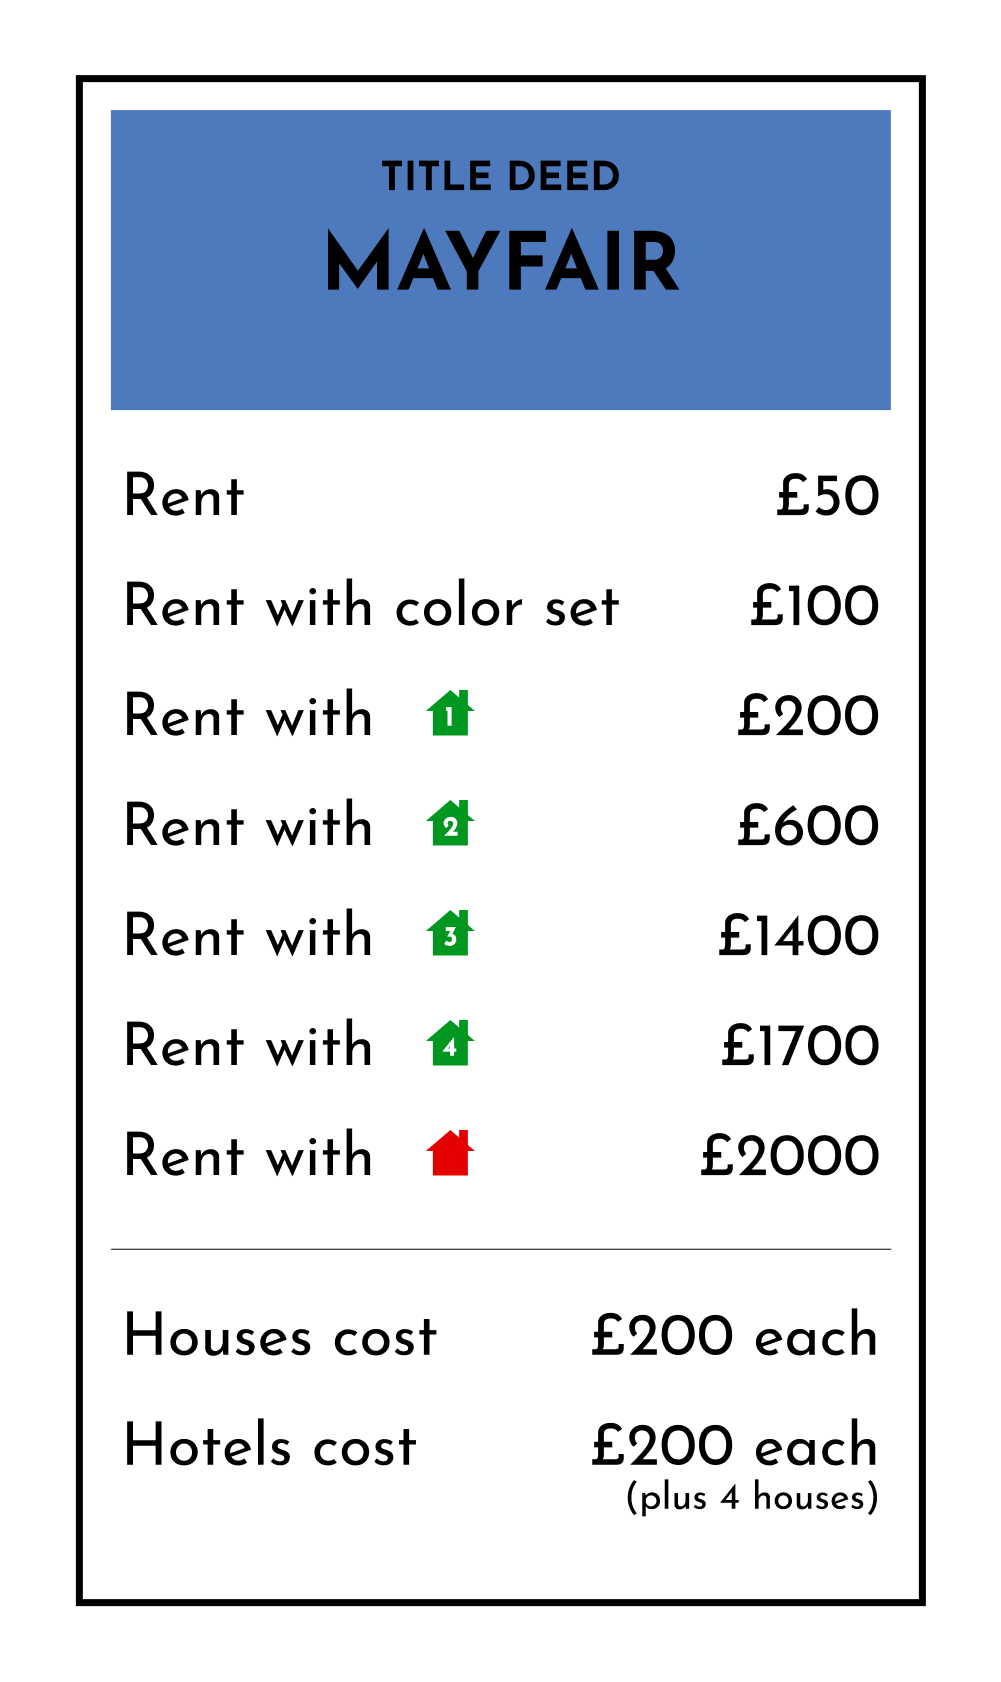 TITLE DEED
MAYFAIR
Rent £50
Rent with color set £100
Rent with 1 £200
Rent with 2 £600
Rent with 3 £1400
Rent with 4 £1700
Rent with £2000
Houses cost £200 each
Hotels cost £200 each
(plus 4 houses)